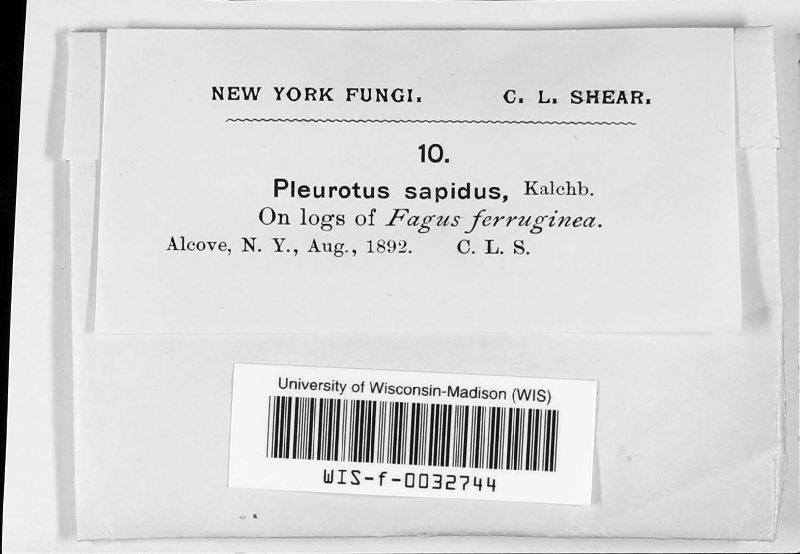 NEW YORK FUNGI. C. L. SHEAR.
10.
Pleurotus sapidus, Kalchb.
On logs of Fagus ferruginea.
Alcove, N. Y., Aug., 1892. C. L. S.
University of Wisconsin-Madison (WIS)
WIS-f-0032744